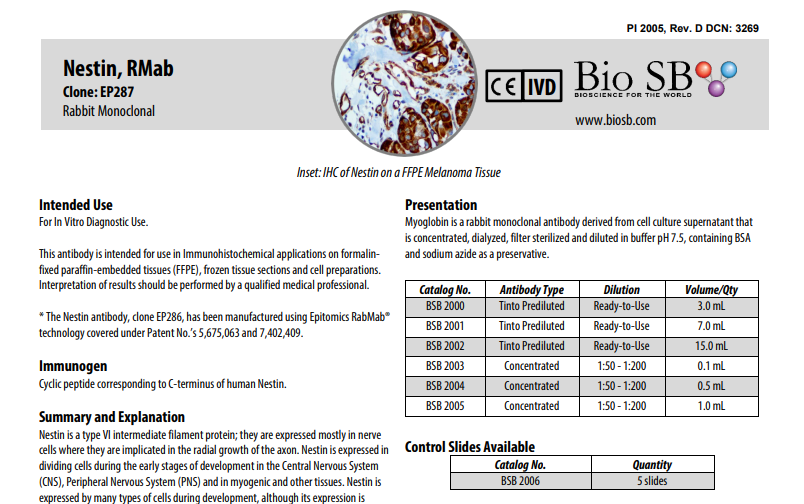 PI 2005, Rev. D DCN: 3269
Nestin, RMab
Clone: EP287
Rabbit Monoclonal
CE IVD
Bio SB
BIOSCIENCE FOR THE WORLD
www.biosb.com
Inset: IHC of Nestin on a FFPE Melanoma Tissue
Intended Use
For In Vitro Diagnostic Use.
This antibody is intended for use in Immunohistochemical applications on formalin-
fixed paraffin-embedded tissues (FFPE), frozen tissue sections and cell preparations.
Interpretation of results should be performed by a qualified medical professional.
* The Nestin antibody, clone EP286, has been manufactured using Epitomics RabMab®
technology covered under Patent No.'s 5,675,063 and 7,402,409.
Immunogen
Cyclic peptide corresponding to C-terminus of human Nestin.
Summary and Explanation
Nestin is a type VI intermediate filament protein; they are expressed mostly in nerve
cells where they are implicated in the radial growth of the axon. Nestin is expressed in
dividing cells during the early stages of development in the Central Nervous System
(CNS), Peripheral Nervous System (PNS) and in myogenic and other tissues. Nestin is
expressed by many types of cells during development, although its expression is
Presentation
Myoglobin is a rabbit monoclonal antibody derived from cell culture supernatant that
is concentrated, dialyzed, filter sterilized and diluted in buffer pH 7.5, containing BSA
and sodium azide as a preservative.
Catalog No. Antibody Type Dilution Volume/Qty
BSB 2000 Tinto Prediluted Ready-to-Use 3.0 mL
BSB 2001 Tinto Prediluted Ready-to-Use 7.0 mL
BSB 2002 Tinto Prediluted Ready-to-Use 15.0 mL
BSB 2003 Concentrated 1:50 - 1:200 0.1 mL
BSB 2004 Concentrated 1:50 - 1:200 0.5 mL
BSB 2005 Concentrated 1:50 - 1:200 1.0 mL
Control Slides Available
Catalog No. Quantity
BSB 2006 5 slides